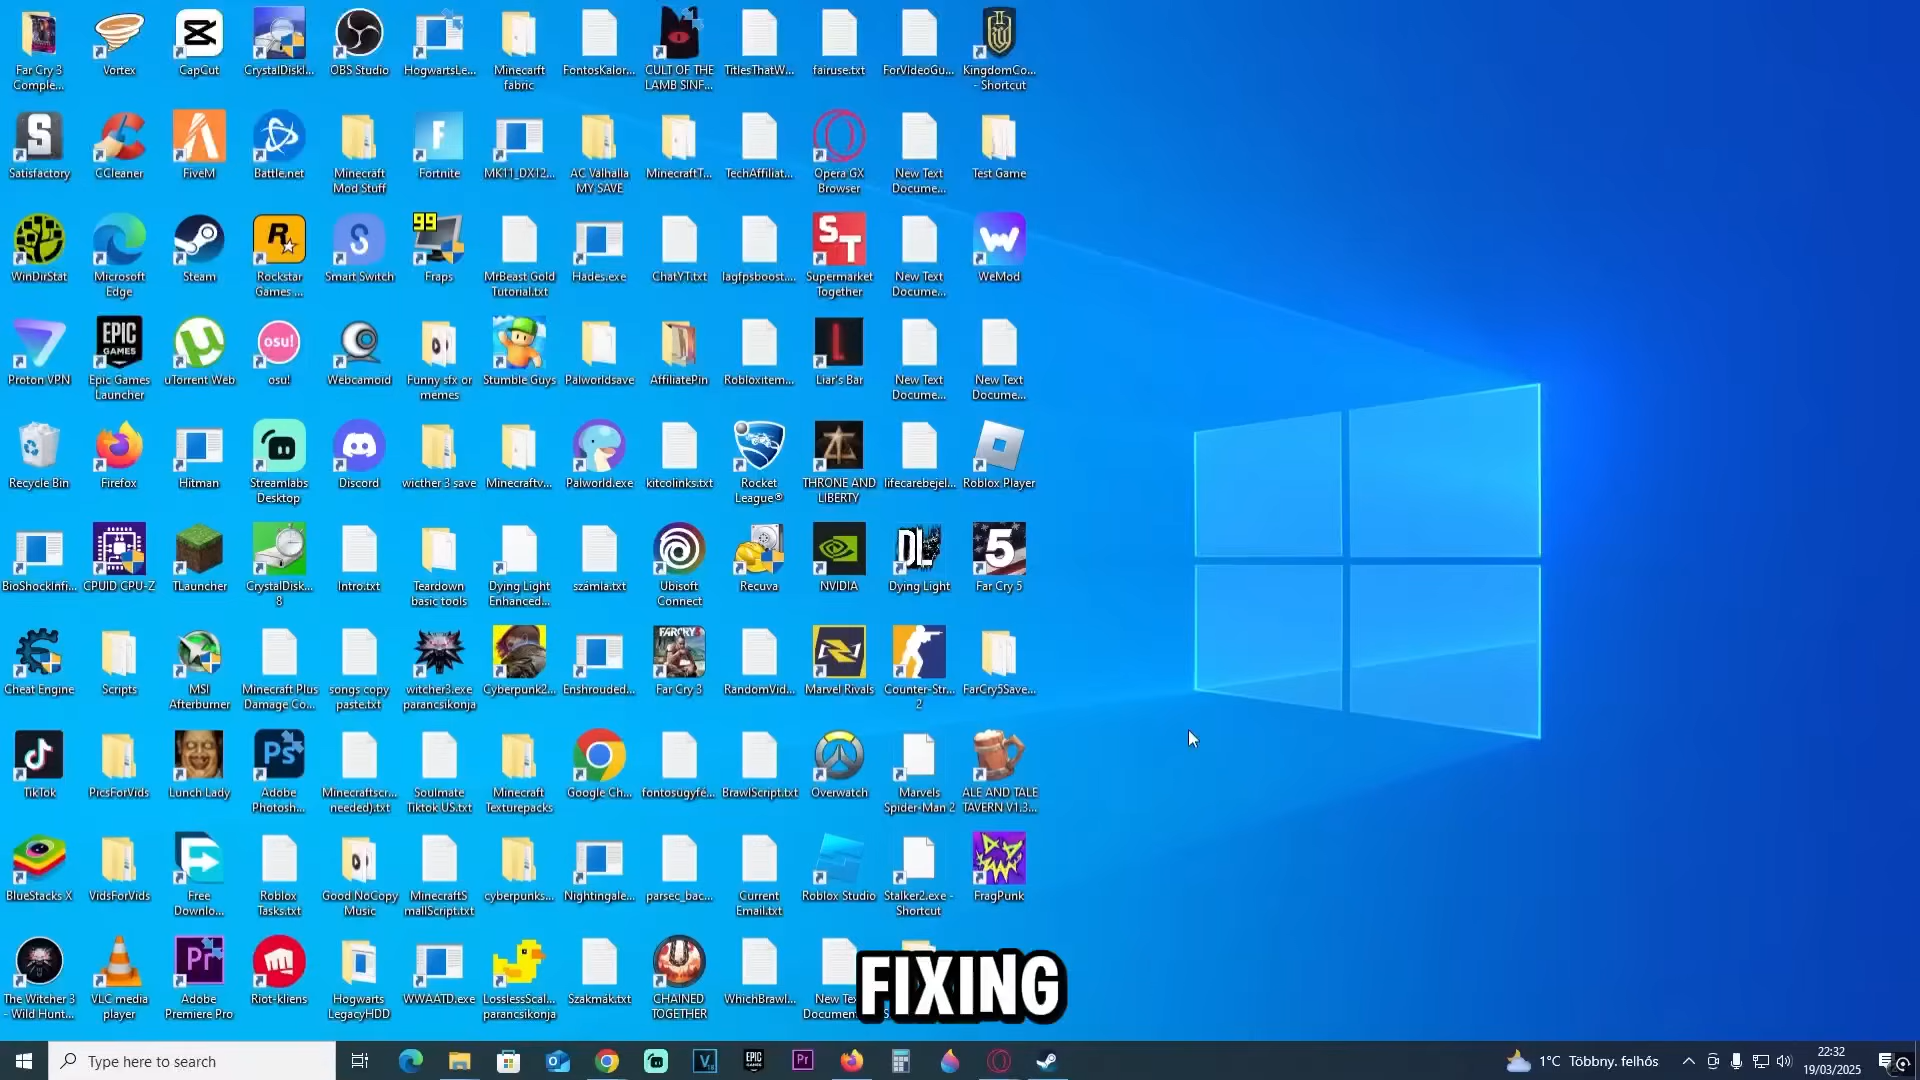 Far Cry 3
Comple...
Vortex
CapCut
CrystalDiskI...
OBS Studio
HogwartsLe...
Minecarft
fabric
FontosKalor...
CULT OF THE
LAMB SINF...
TitlesThatW...
fairuse.txt
ForVIdeoGu...
KingdomCo...
- Shortcut
Satisfactory
CCleaner
FiveM
Battle.net
Minecraft
Mod Stuff
Fortnite
MK11_DX12...
AC Valhalla
MY SAVE
MinecraftT...
TechAffiliat...
Opera GX
Browser
New Text
Docume...
Test Game
WinDirStat
Microsoft
Edge
Steam
Rockstar
Games ...
Smart Switch
99
Fraps
MrBeast Gold
Tutorial.txt
Hades.exe
ChatYT.txt
lagfpsboost....
Supermarket
Together
New Text
Docume...
WeMod
Proton VPN
EPIC
GAMES
Epic Games
Launcher
uTorrent Web
osu!
osu!
Webcamoid
Funny sfx or
memes
Stumble Guys
Palworldsave
AffiliatePin
Robloxitem...
Liar's Bar
New Text
Docume...
New Text
Docume...
Recycle Bin
Firefox
Hitman
Streamlabs
Desktop
Discord
wicther 3 save
Minecraftv...
Palworld.exe
kitcolinks.txt
Rocket
League®
THRONE AND
LIBERTY
lifecarebejel...
Roblox Player
BioShockInfi...
CPUID CPU-Z
TLauncher
CrystalDisk...
8
Intro.txt
Teardown
basic tools
Dying Light
Enhanced...
számla.txt
Ubisoft
Connect
Recuva
NVIDIA
DL
Dying Light
5
Far Cry 5
Cheat Engine
Scripts
MSI
Afterburner
Minecraft Plus
Damage Co...
songs copy
paste.txt
witcher3.exe
parancsikonja
Cyberpunk2...
Enshrouded...
FARCRY3
Far Cry 3
RandomVid...
Marvel Rivals
Counter-Str...
2
FarCry5Save...
TikTok
PicsForVids
Lunch Lady
Ps
Adobe
Photosh...
Minecraftscr...
needed).txt
Soulmate
Tiktok US.txt
Minecraft
Texturepacks
Google Ch...
fontosugyfé...
BrawlScript.txt
Overwatch
Marvels
Spider-Man 2
ALE AND TALE
TAVERN V1.3...
BlueStacks X
VidsForVids
Free
Downlo...
Roblox
Tasks.txt
Good NoCopy
Music
MinecraftS
mallScript.txt
cyberpunks...
Nightingale...
parsec_bac...
Current
Email.txt
Roblox Studio
Stalker2.exe -
Shortcut
FragPunk
The Witcher 3
- Wild Hunt...
VLC media
player
Pr
Adobe
Premiere Pro
Riot-kliens
Hogwarts
LegacyHDD
WWAATD.exe
LosslessScal...
parancsikonja
Szakmák.txt
CHAINED
TOGETHER
WhichBrawl...
FIXING
Type here to search
EPIC
Pr
1°C Többny. felhős
22:32
19/03/2025